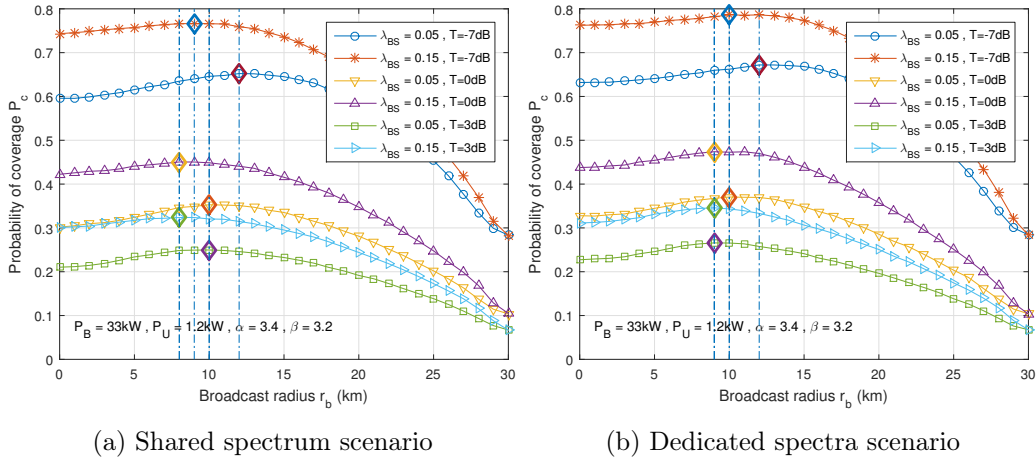 0.8
0.7
0.6
0.5
0.4
0.3
0.2
0.1
0
Probability of coverage P_c
λ_BS = 0.05 , T=-7dB
λ_BS = 0.15 , T=-7dB
λ_BS = 0.05 , T=0dB
λ_BS = 0.15 , T=0dB
λ_BS = 0.05 , T=3dB
λ_BS = 0.15 , T=3dB
P_B = 33kW , P_U = 1.2kW , α = 3.4 , β = 3.2
0 5 10 15 20 25 30
Broadcast radius r_b (km)
(a) Shared spectrum scenario
0.8
0.7
0.6
0.5
0.4
0.3
0.2
0.1
0
Probability of coverage P_c
λ_BS = 0.05 , T=-7dB
λ_BS = 0.15 , T=-7dB
λ_BS = 0.05 , T=0dB
λ_BS = 0.15 , T=0dB
λ_BS = 0.05 , T=3dB
λ_BS = 0.15 , T=3dB
P_B = 33kW , P_U = 1.2kW , α = 3.4 , β = 3.2
0 5 10 15 20 25 30
Broadcast radius r_b (km)
(b) Dedicated spectra scenario